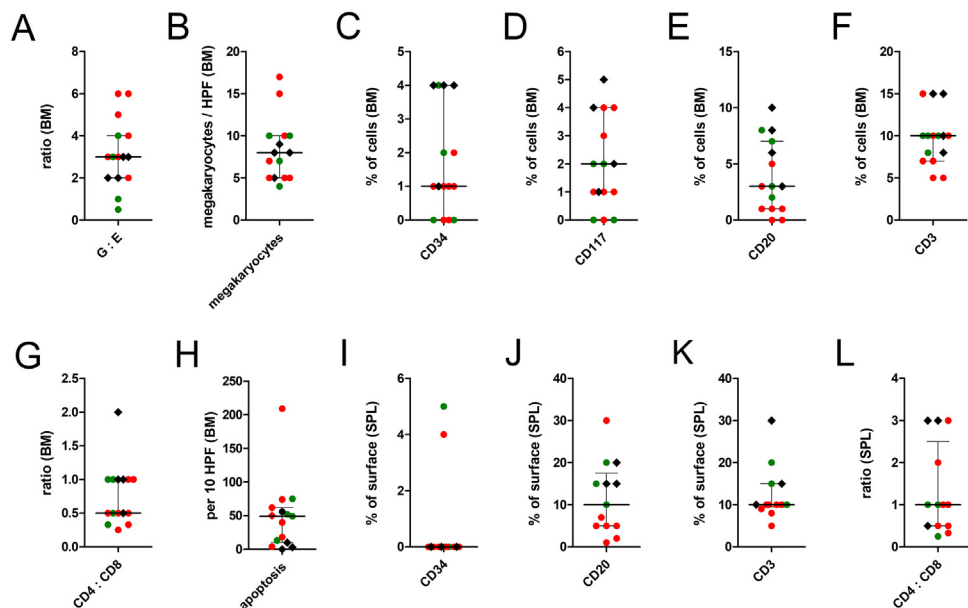 A
ratio (BM)
8
6
4
2
0
G : E
B
megakaryocytes / HPF (BM)
20
15
10
5
0
megakaryocytes
C
% of cells (BM)
5
4
3
2
1
0
CD34
D
% of cells (BM)
6
5
4
3
2
1
0
CD117
E
% of cells (BM)
15
10
5
0
CD20
F
% of cells (BM)
20
15
10
5
0
CD3
G
ratio (BM)
2.5
2.0
1.5
1.0
0.5
0.0
CD4 : CD8
H
per 10 HPF (BM)
250
200
150
100
50
0
apoptosis
I
% of surface (SPL)
6
4
2
0
CD34
J
% of surface (SPL)
40
30
20
10
0
CD20
K
% of surface (SPL)
40
30
20
10
0
CD3
L
ratio (SPL)
4
3
2
1
0
CD4 : CD8